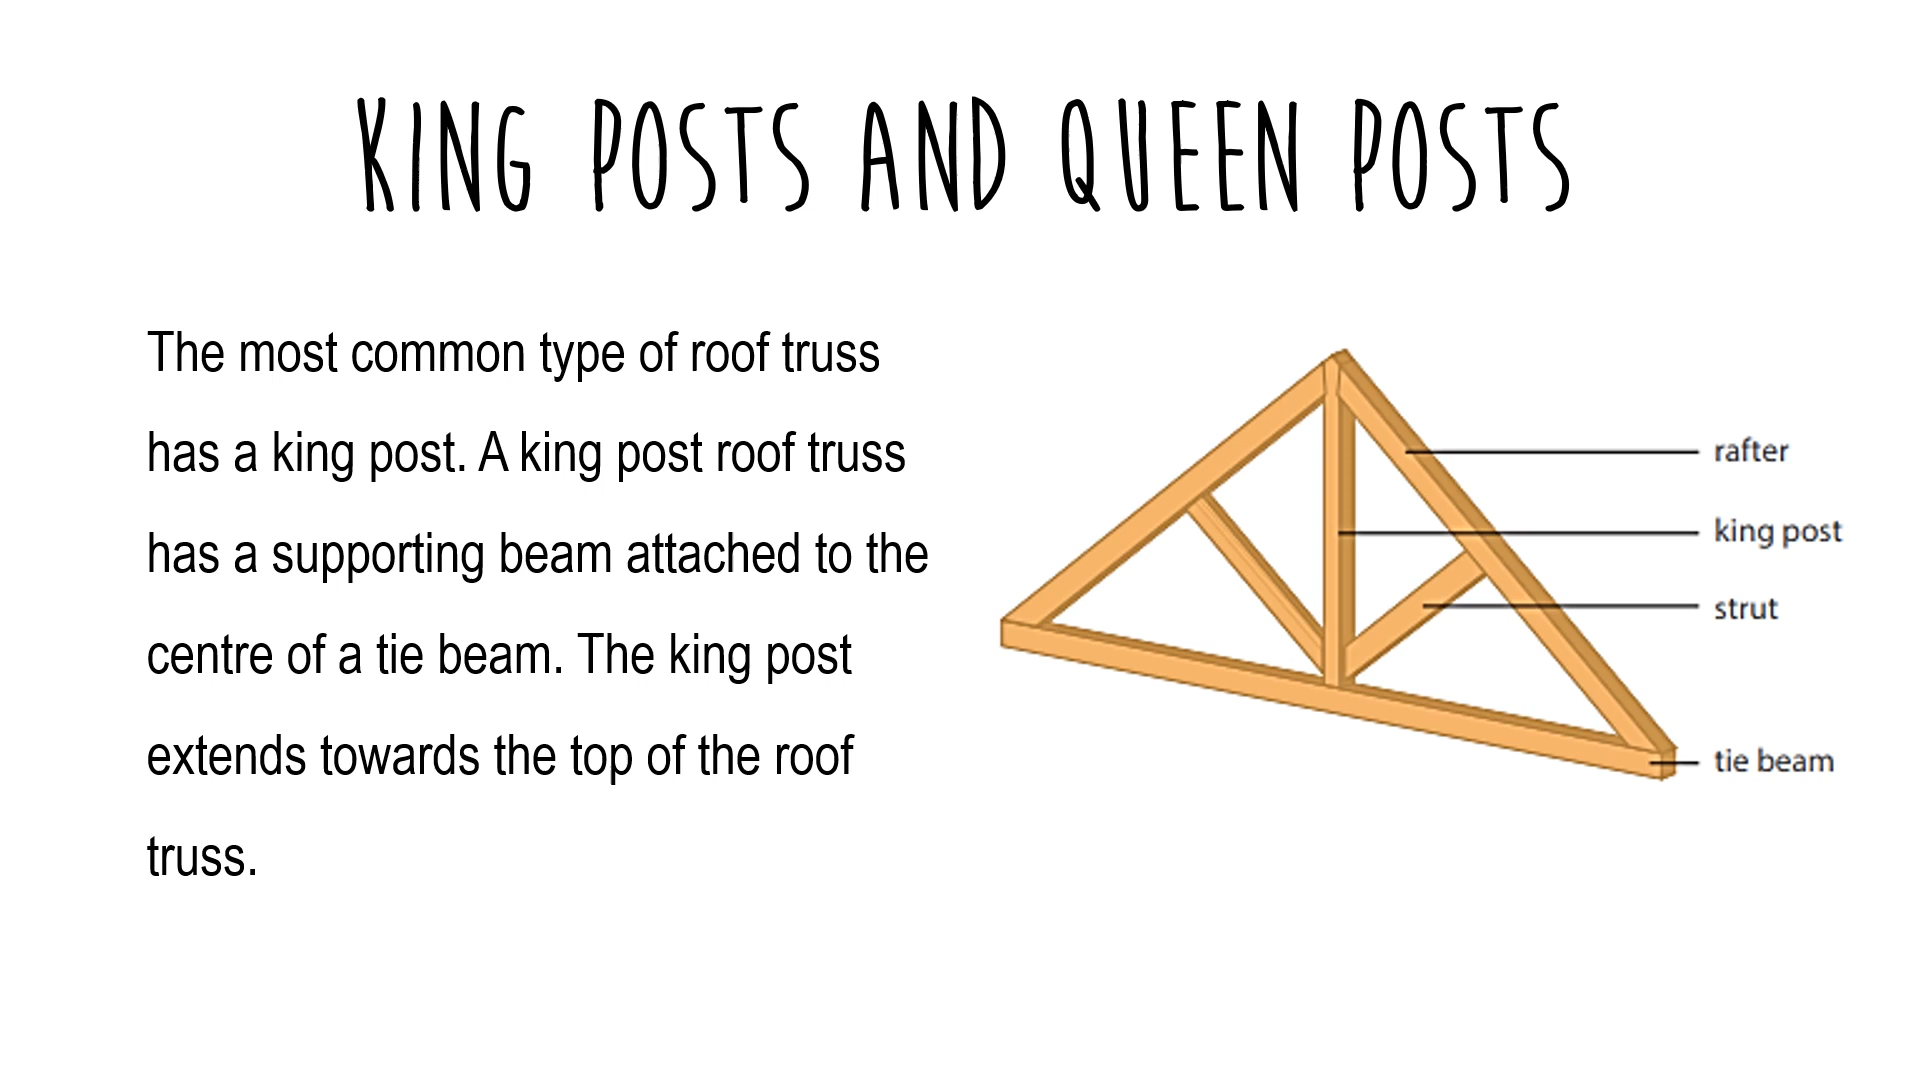 KING POSTS AND QUEEN POSTS
The most common type of roof truss
has a king post. A king post roof truss
has a supporting beam attached to the
centre of a tie beam. The king post
extends towards the top of the roof
truss.
rafter
king post
strut
tie beam